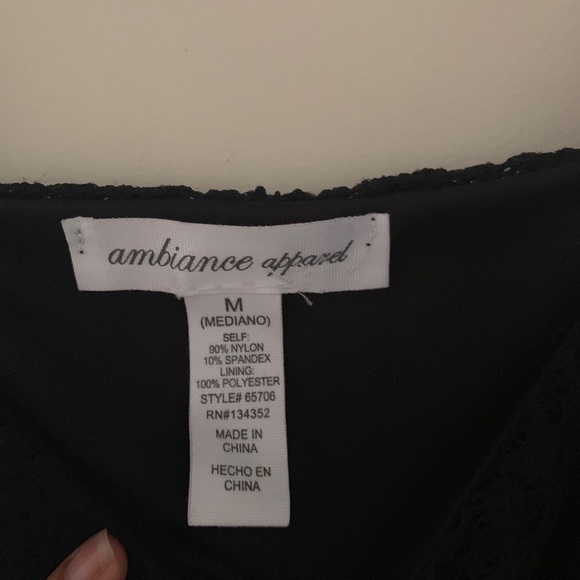 ambiance apparel
M
(MEDIANO)
SELF:
90% NYLON
10% SPANDEX
LINING:
100% POLYESTER
STYLE# 65706
RN#134352
MADE IN
CHINA
HECHO EN
CHINA